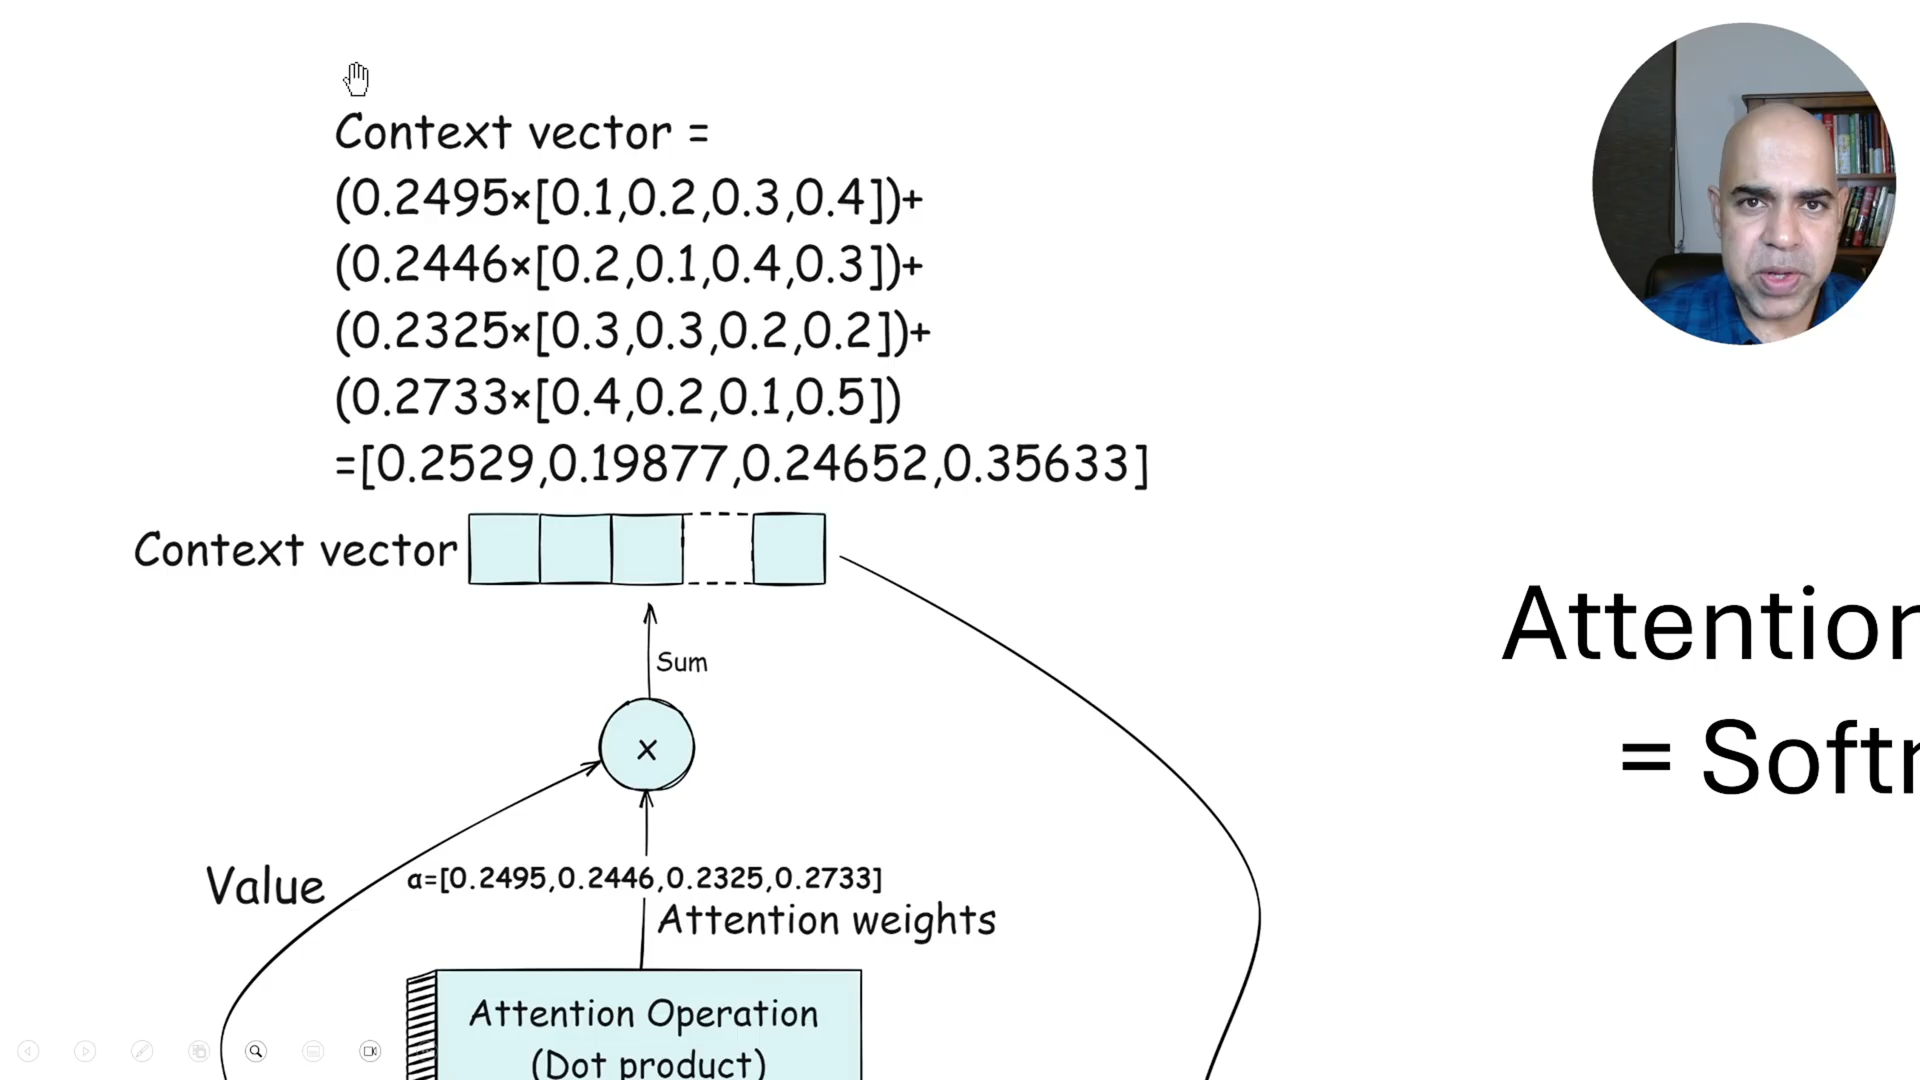 Context vector =
(0.2495×[0.1,0.2,0.3,0.4])+
(0.2446×[0.2,0.1,0.4,0.3])+
(0.2325×[0.3,0.3,0.2,0.2])+
(0.2733×[0.4,0.2,0.1,0.5])
=[0.2529,0.19877,0.24652,0.35633]
Context vector
Sum
x
Value
α=[0.2495,0.2446,0.2325,0.2733]
Attention weights
Attention Operation
(Dot product)
Attention
= Soft